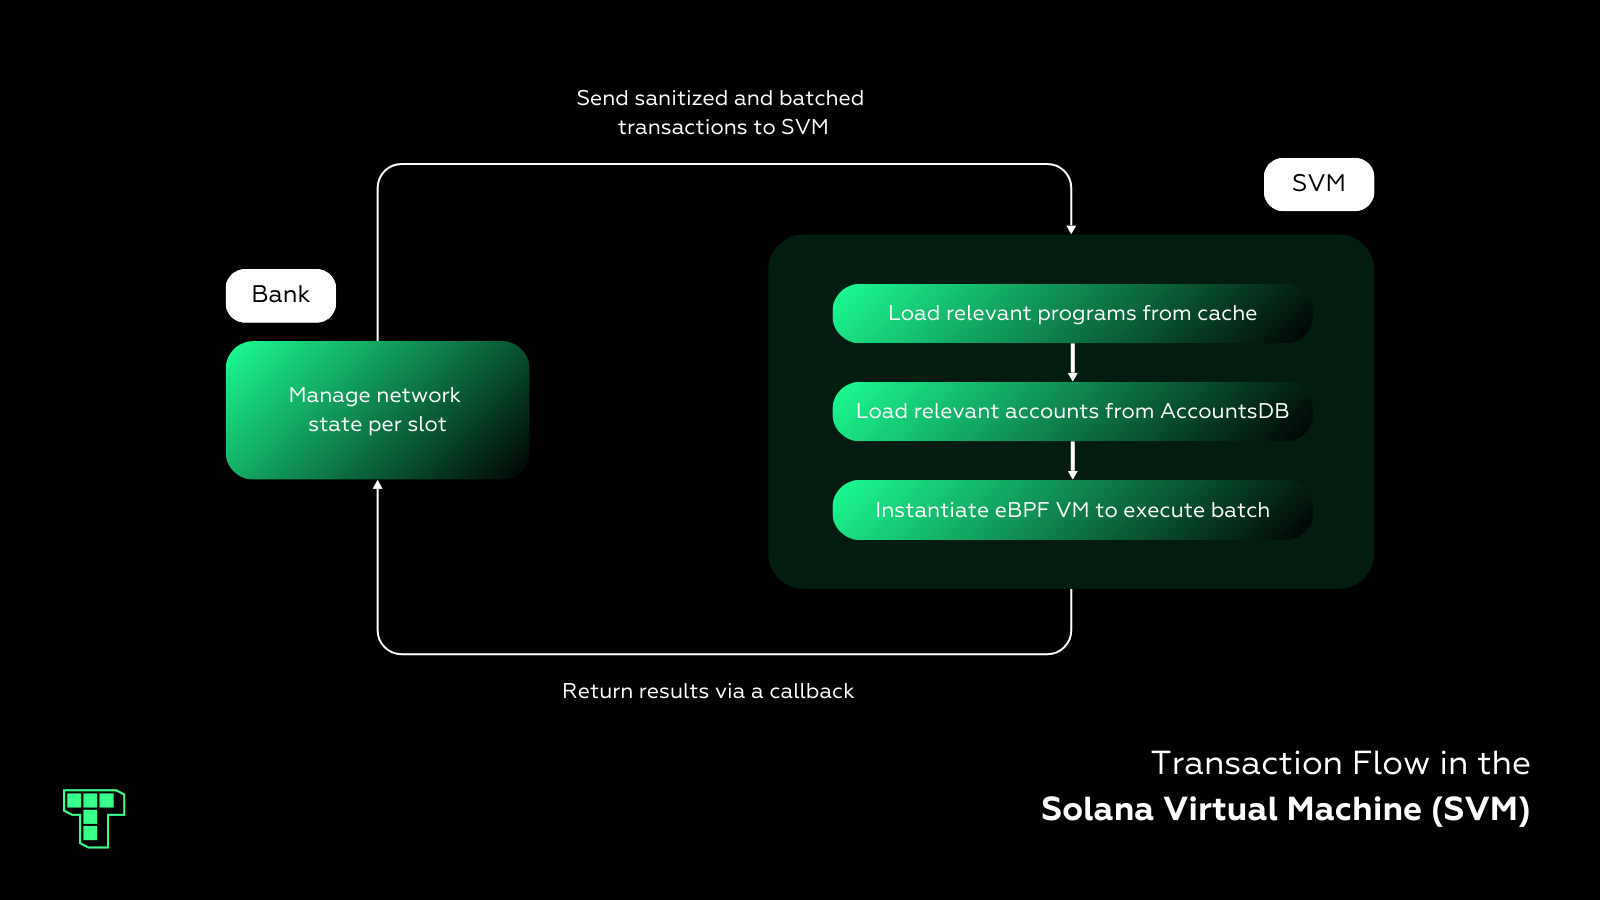 Send sanitized and batched
transactions to SVM
SVM
Bank
Manage network
state per slot
Load relevant programs from cache
Load relevant accounts from AccountsDB
Instantiate eBPF VM to execute batch
Return results via a callback
Transaction Flow in the
Solana Virtual Machine (SVM)